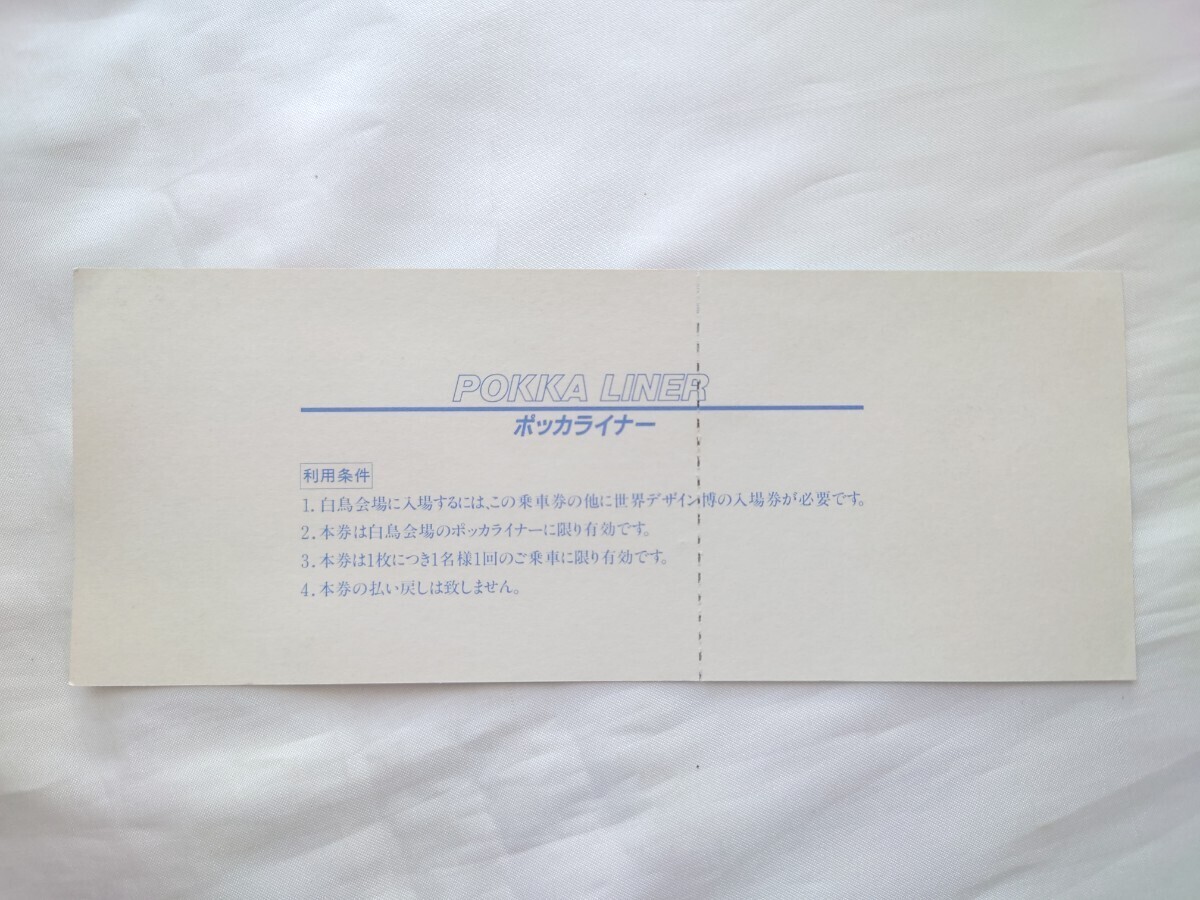 POKKA LINER
ポッカライナー
利用条件
1. 白鳥会場に入場するには、この乗車券の他に世界デザイン博の入場券が必要です。
2. 本券は白鳥会場のポッカライナーに限り有効です。
3. 本券は1枚につき1名様1回のご乗車に限り有効です。
4. 本券の払い戻しは致しません。